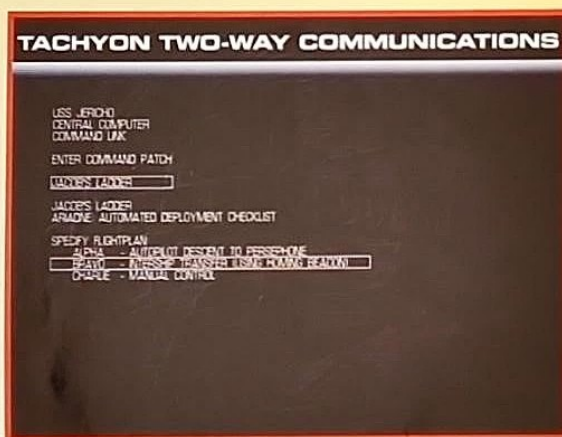 TACHYON TWO-WAY COMMUNICATIONS
USS JERICHO
CENTRAL COMPUTER
COMMAND LINK
ENTER COMMAND PATCH
JACOB'S LADDER
JACOB'S LADDER
ARIADNE: AUTOMATED DEPLOYMENT CHECKLIST
SPECIFY FLIGHTPLAN
ALPHA - AUTOPILOT DESCENT TO PERSEPHONE
BRAVO - INTERSHIP TRANSFER (USING HOMING BEACON)
CHARLIE - MANUAL CONTROL